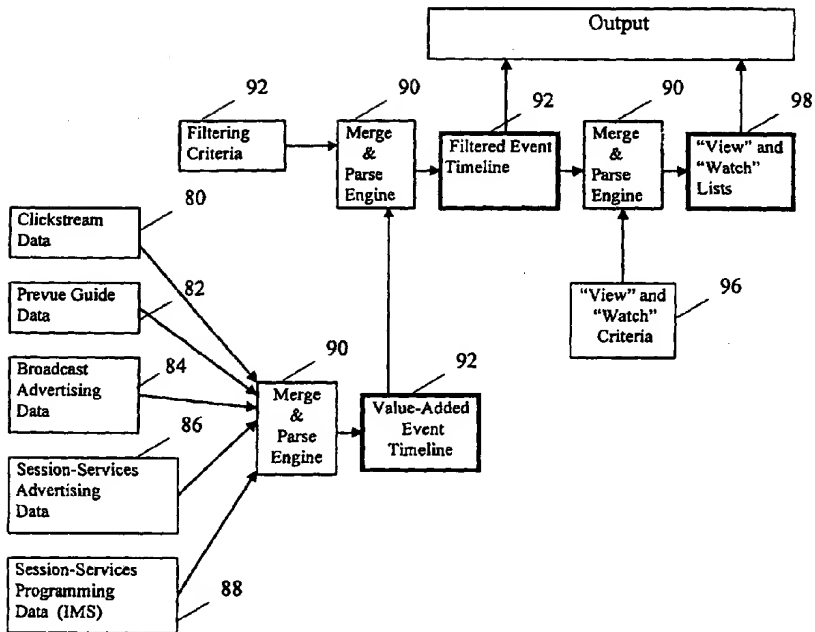 Output
92
90
92
90
98
Filtering
Criteria
Merge
&
Parse
Engine
Filtered Event
Timeline
Merge
&
Parse
Engine
"View" and
"Watch"
Lists
80
Clickstream
Data
82
Prevue Guide
Data
"View" and
"Watch"
Criteria
96
84
Broadcast
Advertising
Data
90
92
Merge
&
Parse
Engine
Value-Added
Event
Timeline
86
Session-Services
Advertising
Data
Session-Services
Programming
Data (IMS)
88